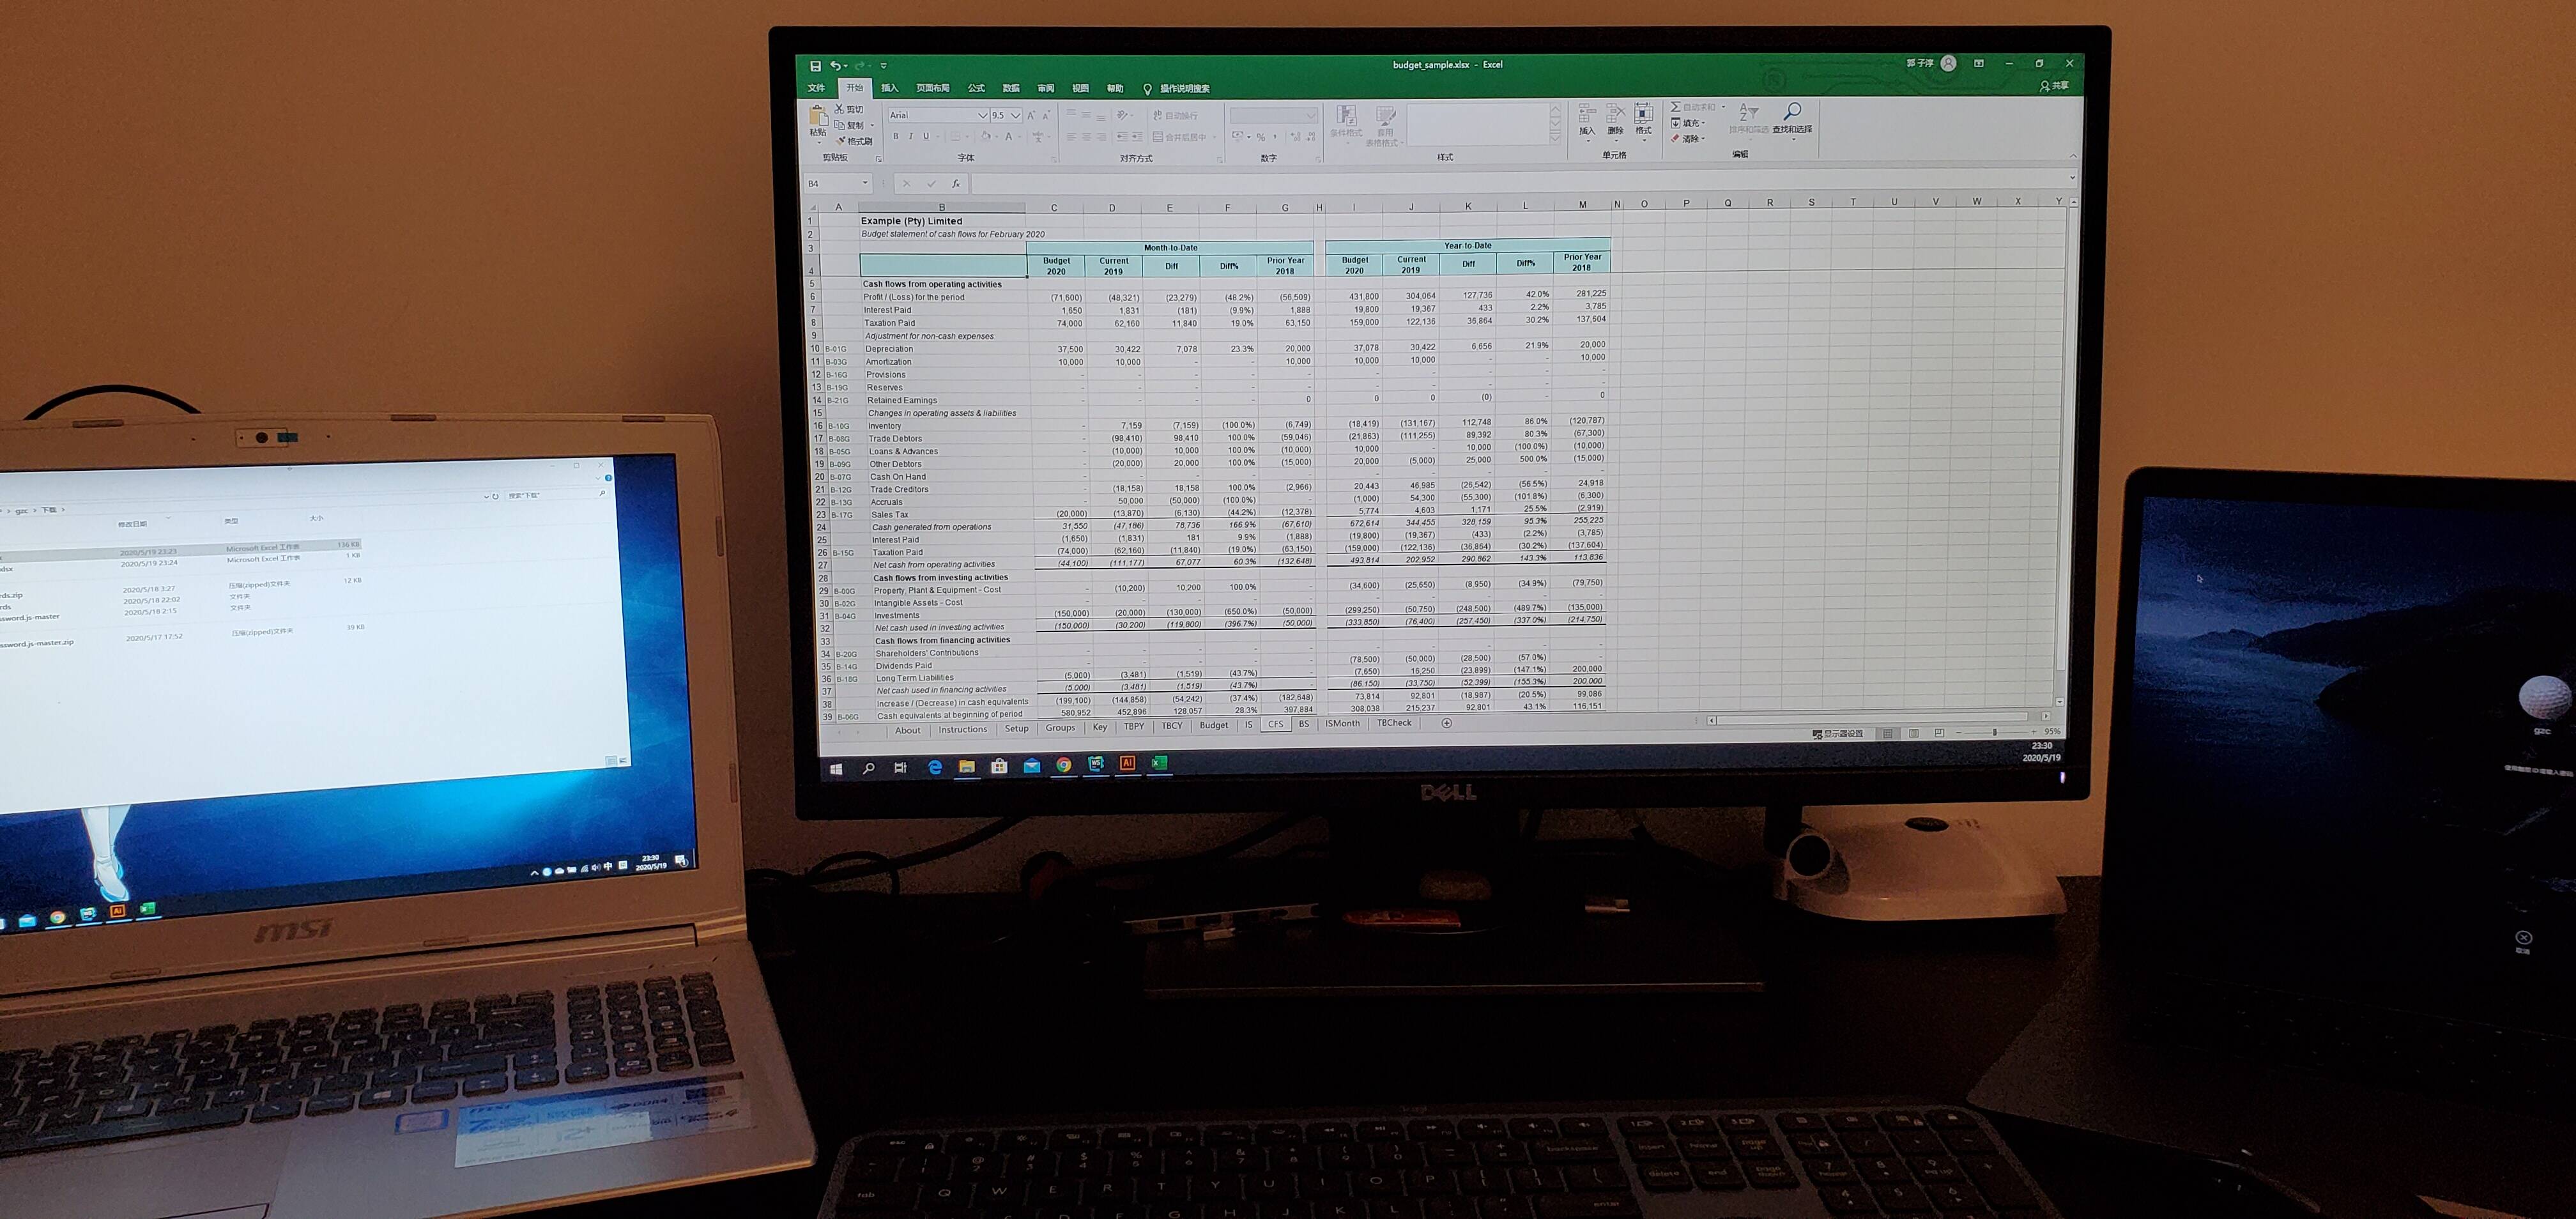 budget_sample.xlsx - Excel
郭子淳
文件 开始 插入 页面布局 公式 数据 审阅 视图 帮助 操作说明搜索 共享
剪切
复制
格式刷
粘贴
Arial 9.5
B I U
自动换行
合并后居中
条件格式 套用表格格式
插入 删除 格式
自动求和
填充
清除
排序和筛选 查找和选择
剪贴板 字体 对齐方式 数字 样式 单元格 编辑
B4 fx
A B C D E F G H I J K L M N O P Q R S T U V W X Y
1 Example (Pty) Limited
2 Budget statement of cash flows for February 2020
3 Month-to-Date Year-to-Date
4 Budget 2020 Current 2019 Diff Diff% Prior Year 2018 Budget 2020 Current 2019 Diff Diff% Prior Year 2018
5 Cash flows from operating activities
6 Profit / (Loss) for the period (71,600) (48,321) (23,279) (48.2%) (56,509) 431,800 304,064 127,736 42.0% 281,225
7 Interest Paid 1,650 1,831 (181) (9.9%) 1,888 19,800 19,367 433 2.2% 3,785
8 Taxation Paid 74,000 62,160 11,840 19.0% 63,150 159,000 122,136 36,864 30.2% 137,604
9 Adjustment for non-cash expenses
10 B-01G Depreciation 37,500 30,422 7,078 23.3% 20,000 37,078 30,422 6,656 21.9% 20,000
11 B-03G Amortization 10,000 10,000 - - 10,000 10,000 10,000 - - 10,000
12 B-16G Provisions - - - - - - - - - -
13 B-19G Reserves - - - - - - - - - -
14 B-21G Retained Earnings - - - - 0 0 0 (0) - 0
15 Changes in operating assets & liabilities
16 B-10G Inventory - 7,159 (7,159) (100.0%) (6,749) (18,419) (131,167) 112,748 86.0% (120,787)
17 B-08G Trade Debtors - (98,410) 98,410 100.0% (59,046) (21,863) (111,255) 89,392 80.3% (67,300)
18 B-05G Loans & Advances - (10,000) 10,000 100.0% (10,000) 10,000 - 10,000 (100.0%) (10,000)
19 B-09G Other Debtors - (20,000) 20,000 100.0% (15,000) 20,000 (5,000) 25,000 500.0% (15,000)
20 B-07G Cash On Hand - - - - - - - - - -
21 B-12G Trade Creditors - (18,158) 18,158 100.0% (2,966) 20,443 46,985 (26,542) (56.5%) 24,918
22 B-13G Accruals - 50,000 (50,000) (100.0%) - (1,000) 54,300 (55,300) (101.8%) (6,300)
23 B-17G Sales Tax (20,000) (13,870) (6,130) (44.2%) (12,378) 5,774 4,603 1,171 25.5% (2,919)
24 Cash generated from operations 31,550 (47,186) 78,736 166.9% (67,610) 672,614 344,455 328,159 95.3% 255,225
25 Interest Paid (1,650) (1,831) 181 9.9% (1,888) (19,800) (19,367) (433) (2.2%) (3,785)
26 B-15G Taxation Paid (74,000) (62,160) (11,840) (19.0%) (63,150) (159,000) (122,136) (36,864) (30.2%) (137,604)
27 Net cash from operating activities (44,100) (111,177) 67,077 60.3% (132,648) 493,814 202,952 290,862 143.3% 113,836
28 Cash flows from investing activities
29 B-00G Property, Plant & Equipment - Cost - (10,200) 10,200 100.0% - (34,600) (25,650) (8,950) (34.9%) (79,750)
30 B-02G Intangible Assets - Cost - - - - - - - - - -
31 B-04G Investments (150,000) (20,000) (130,000) (650.0%) (50,000) (299,250) (50,750) (248,500) (489.7%) (135,000)
32 Net cash used in investing activities (150,000) (30,200) (119,800) (396.7%) (50,000) (333,850) (76,400) (257,450) (337.0%) (214,750)
33 Cash flows from financing activities
34 B-20G Shareholders' Contributions - - - - - - - - - -
35 B-14G Dividends Paid - - - - - (78,500) (50,000) (28,500) (57.0%) -
36 B-18G Long Term Liabilities (5,000) (3,481) (1,519) (43.7%) - (7,650) 16,250 (23,899) (147.1%) 200,000
37 Net cash used in financing activities (5,000) (3,481) (1,519) (43.7%) - (86,150) (33,750) (52,399) (155.3%) 200,000
38 Increase / (Decrease) in cash equivalents (199,100) (144,858) (54,242) (37.4%) (182,648) 73,814 92,801 (18,987) (20.5%) 99,086
39 B-06G Cash equivalents at beginning of period 580,952 452,896 128,057 28.3% 397,884 308,038 215,237 92,801 43.1% 116,151
About Instructions Setup Groups Key TBPY TBCY Budget IS CFS BS ISMonth TBCheck
显示器设置 95%
23:30
2020/5/19
DELL
搜索"下载"
gzc > 下载 >
修改日期 类型 大小
2020/5/19 23:23 Microsoft Excel 工作表 136 KB
xlsx 2020/5/19 23:24 Microsoft Excel 工作表 1 KB
rds.zip 2020/5/18 3:27 压缩(zipped)文件夹 12 KB
rds 2020/5/18 22:02 文件夹
ssword.js-master 2020/5/18 2:15 文件夹
ssword.js-master.zip 2020/5/17 17:52 压缩(zipped)文件夹 39 KB
中
23:30
2020/5/19
msi
gzc
取消
tab Q W E R T Y U I O P
backspace
insert home page up
delete end page down
enter